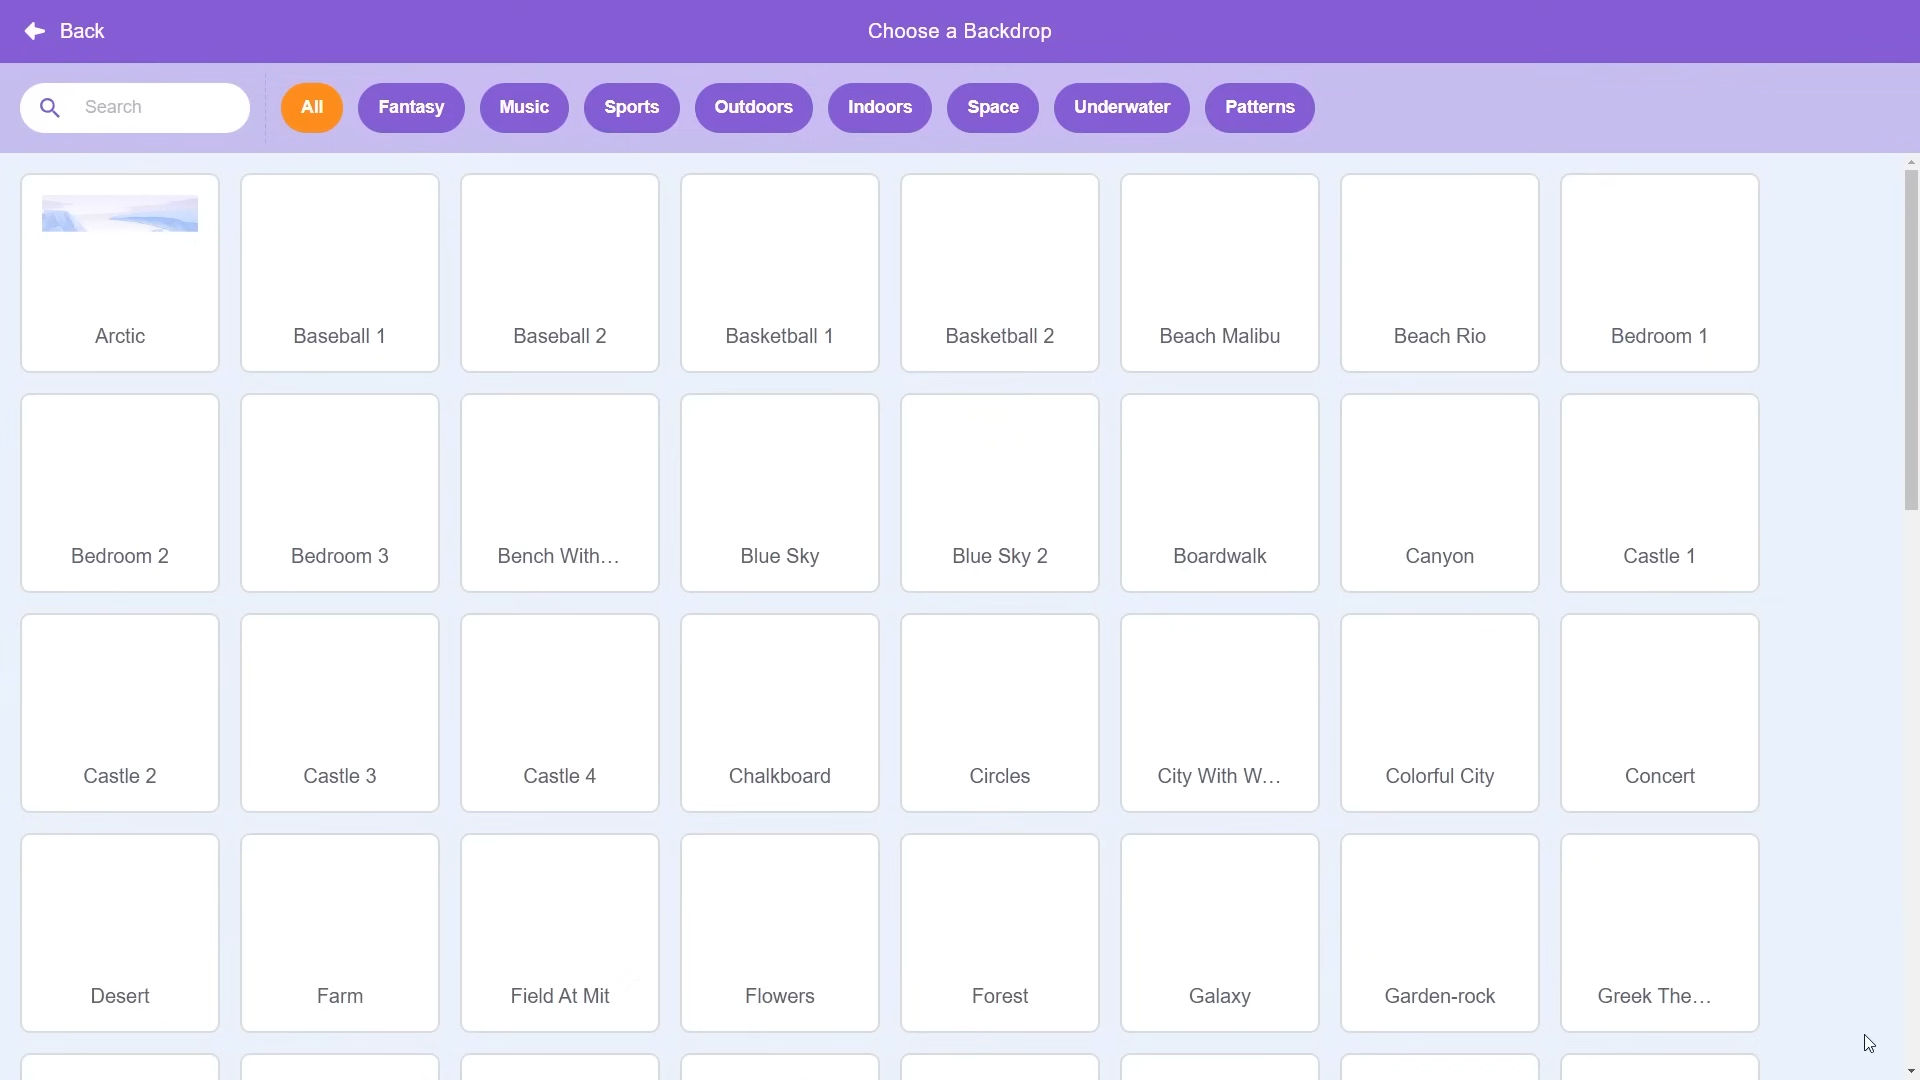 Back
Choose a Backdrop
Search
All
Fantasy
Music
Sports
Outdoors
Indoors
Space
Underwater
Patterns
Arctic
Baseball 1
Baseball 2
Basketball 1
Basketball 2
Beach Malibu
Beach Rio
Bedroom 1
Bedroom 2
Bedroom 3
Bench With…
Blue Sky
Blue Sky 2
Boardwalk
Canyon
Castle 1
Castle 2
Castle 3
Castle 4
Chalkboard
Circles
City With W…
Colorful City
Concert
Desert
Farm
Field At Mit
Flowers
Forest
Galaxy
Garden-rock
Greek The…